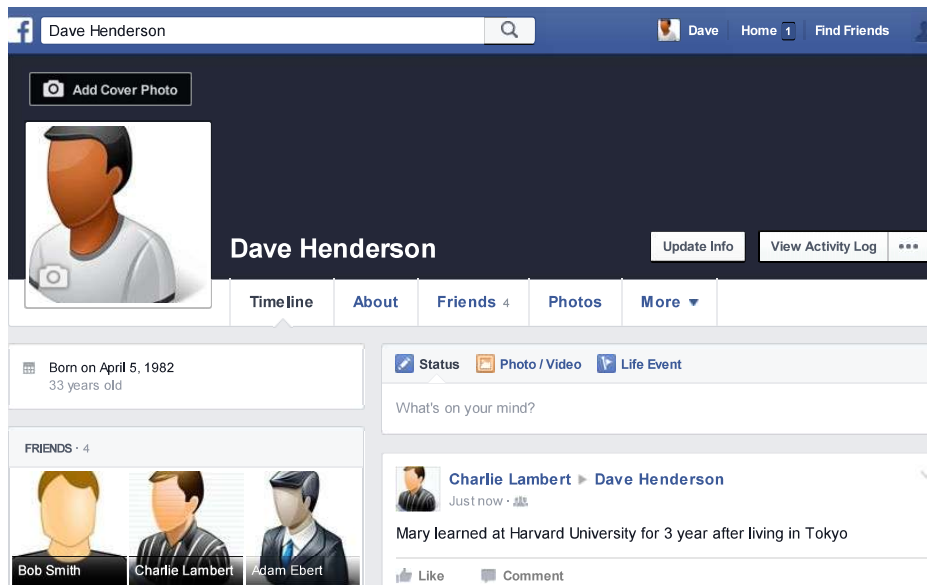 f Dave Henderson
Dave Home 1 Find Friends
Add Cover Photo
Dave Henderson
Update Info View Activity Log •••
Timeline About Friends 4 Photos More ▼
Born on April 5, 1982
33 years old
FRIENDS · 4
Bob Smith Charlie Lambert Adam Ebert
Status Photo / Video Life Event
What's on your mind?
Charlie Lambert ▶ Dave Henderson
Just now ·
Mary learned at Harvard University for 3 year after living in Tokyo
Like Comment